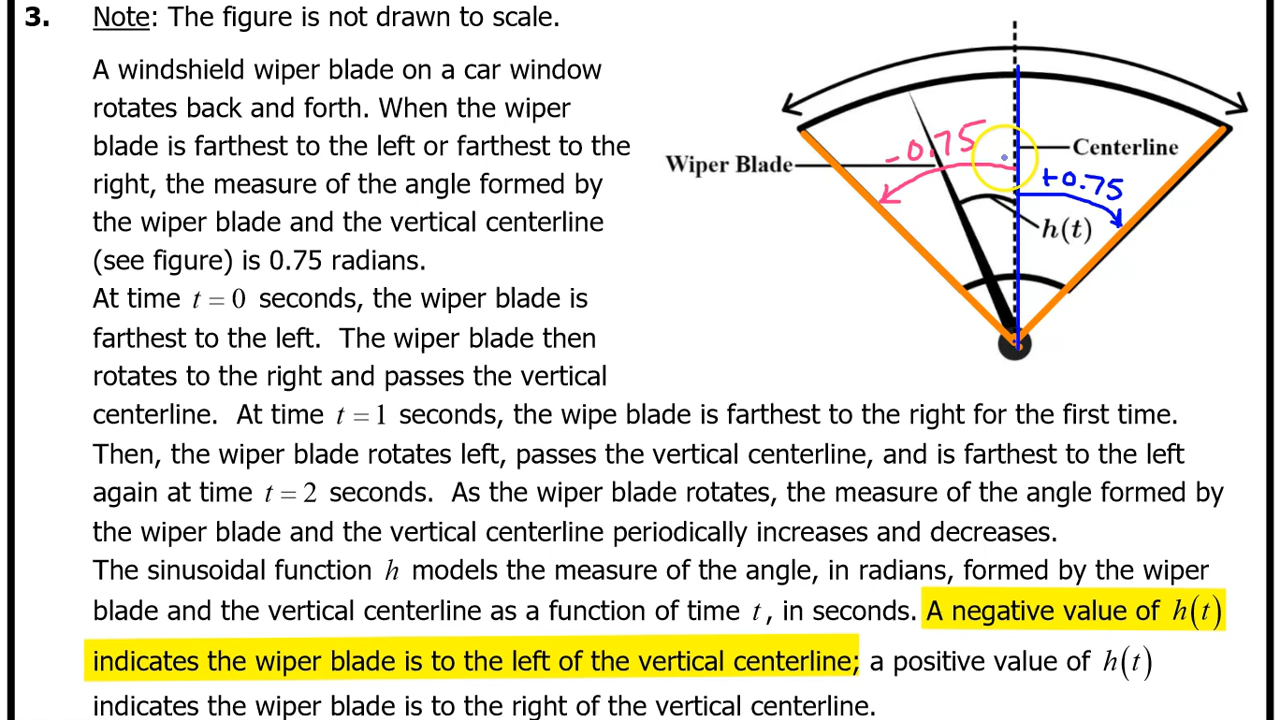 3. Note: The figure is not drawn to scale.
A windshield wiper blade on a car window
rotates back and forth. When the wiper
blade is farthest to the left or farthest to the
right, the measure of the angle formed by
the wiper blade and the vertical centerline
(see figure) is 0.75 radians.
At time t = 0 seconds, the wiper blade is
farthest to the left. The wiper blade then
rotates to the right and passes the vertical
centerline. At time t = 1 seconds, the wipe blade is farthest to the right for the first time.
Then, the wiper blade rotates left, passes the vertical centerline, and is farthest to the left
again at time t = 2 seconds. As the wiper blade rotates, the measure of the angle formed by
the wiper blade and the vertical centerline periodically increases and decreases.
The sinusoidal function h models the measure of the angle, in radians, formed by the wiper
blade and the vertical centerline as a function of time t, in seconds. A negative value of h(t)
indicates the wiper blade is to the left of the vertical centerline; a positive value of h(t)
indicates the wiper blade is to the right of the vertical centerline.
-0.75
Centerline
Wiper Blade
+0.75
h(t)